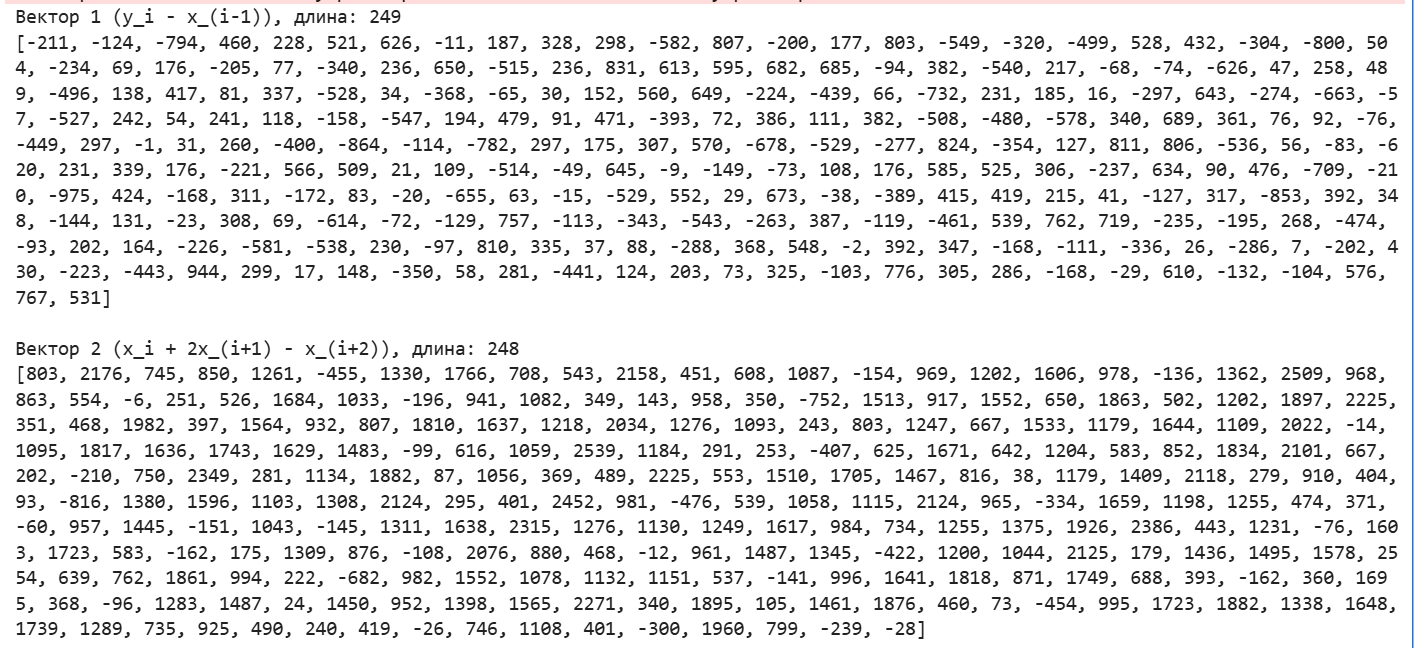 Вектор 1 (y_i - x_(i-1)), длина: 249
[-211, -124, -794, 460, 228, 521, 626, -11, 187, 328, 298, -582, 807, -200, 177, 803, -549, -320, -499, 528, 432, -304, -800, 50
4, -234, 69, 176, -205, 77, -340, 236, 650, -515, 236, 831, 613, 595, 682, 685, -94, 382, -540, 217, -68, -74, -626, 47, 258, 48
9, -496, 138, 417, 81, 337, -528, 34, -368, -65, 30, 152, 560, 649, -224, -439, 66, -732, 231, 185, 16, -297, 643, -274, -663, -5
7, -527, 242, 54, 241, 118, -158, -547, 194, 479, 91, 471, -393, 72, 386, 111, 382, -508, -480, -578, 340, 689, 361, 76, 92, -76,
-449, 297, -1, 31, 260, -400, -864, -114, -782, 297, 175, 307, 570, -678, -529, -277, 824, -354, 127, 811, 806, -536, 56, -83, -6
20, 231, 339, 176, -221, 566, 509, 21, 109, -514, -49, 645, -9, -149, -73, 108, 176, 585, 525, 306, -237, 634, 90, 476, -709, -21
0, -975, 424, -168, 311, -172, 83, -20, -655, 63, -15, -529, 552, 29, 673, -38, -389, 415, 419, 215, 41, -127, 317, -853, 392, 34
8, -144, 131, -23, 308, 69, -614, -72, -129, 757, -113, -343, -543, -263, 387, -119, -461, 539, 762, 719, -235, -195, 268, -474,
-93, 202, 164, -226, -581, -538, 230, -97, 810, 335, 37, 88, -288, 368, 548, -2, 392, 347, -168, -111, -336, 26, -286, 7, -202, 4
30, -223, -443, 944, 299, 17, 148, -350, 58, 281, -441, 124, 203, 73, 325, -103, 776, 305, 286, -168, -29, 610, -132, -104, 576,
767, 531]
Вектор 2 (x_i + 2x_(i+1) - x_(i+2)), длина: 248
[803, 2176, 745, 850, 1261, -455, 1330, 1766, 708, 543, 2158, 451, 608, 1087, -154, 969, 1202, 1606, 978, -136, 1362, 2509, 968,
863, 554, -6, 251, 526, 1684, 1033, -196, 941, 1082, 349, 143, 958, 350, -752, 1513, 917, 1552, 650, 1863, 502, 1202, 1897, 2225,
351, 468, 1982, 397, 1564, 932, 807, 1810, 1637, 1218, 2034, 1276, 1093, 243, 803, 1247, 667, 1533, 1179, 1644, 1109, 2022, -14,
1095, 1817, 1636, 1743, 1629, 1483, -99, 616, 1059, 2539, 1184, 291, 253, -407, 625, 1671, 642, 1204, 583, 852, 1834, 2101, 667,
202, -210, 750, 2349, 281, 1134, 1882, 87, 1056, 369, 489, 2225, 553, 1510, 1705, 1467, 816, 38, 1179, 1409, 2118, 279, 910, 404,
93, -816, 1380, 1596, 1103, 1308, 2124, 295, 401, 2452, 981, -476, 539, 1058, 1115, 2124, 965, -334, 1659, 1198, 1255, 474, 371,
-60, 957, 1445, -151, 1043, -145, 1311, 1638, 2315, 1276, 1130, 1249, 1617, 984, 734, 1255, 1375, 1926, 2386, 443, 1231, -76, 160
3, 1723, 583, -162, 175, 1309, 876, -108, 2076, 880, 468, -12, 961, 1487, 1345, -422, 1200, 1044, 2125, 179, 1436, 1495, 1578, 25
54, 639, 762, 1861, 994, 222, -682, 982, 1552, 1078, 1132, 1151, 537, -141, 996, 1641, 1818, 871, 1749, 688, 393, -162, 360, 169
5, 368, -96, 1283, 1487, 24, 1450, 952, 1398, 1565, 2271, 340, 1895, 105, 1461, 1876, 460, 73, -454, 995, 1723, 1882, 1338, 1648,
1739, 1289, 735, 925, 490, 240, 419, -26, 746, 1108, 401, -300, 1960, 799, -239, -28]